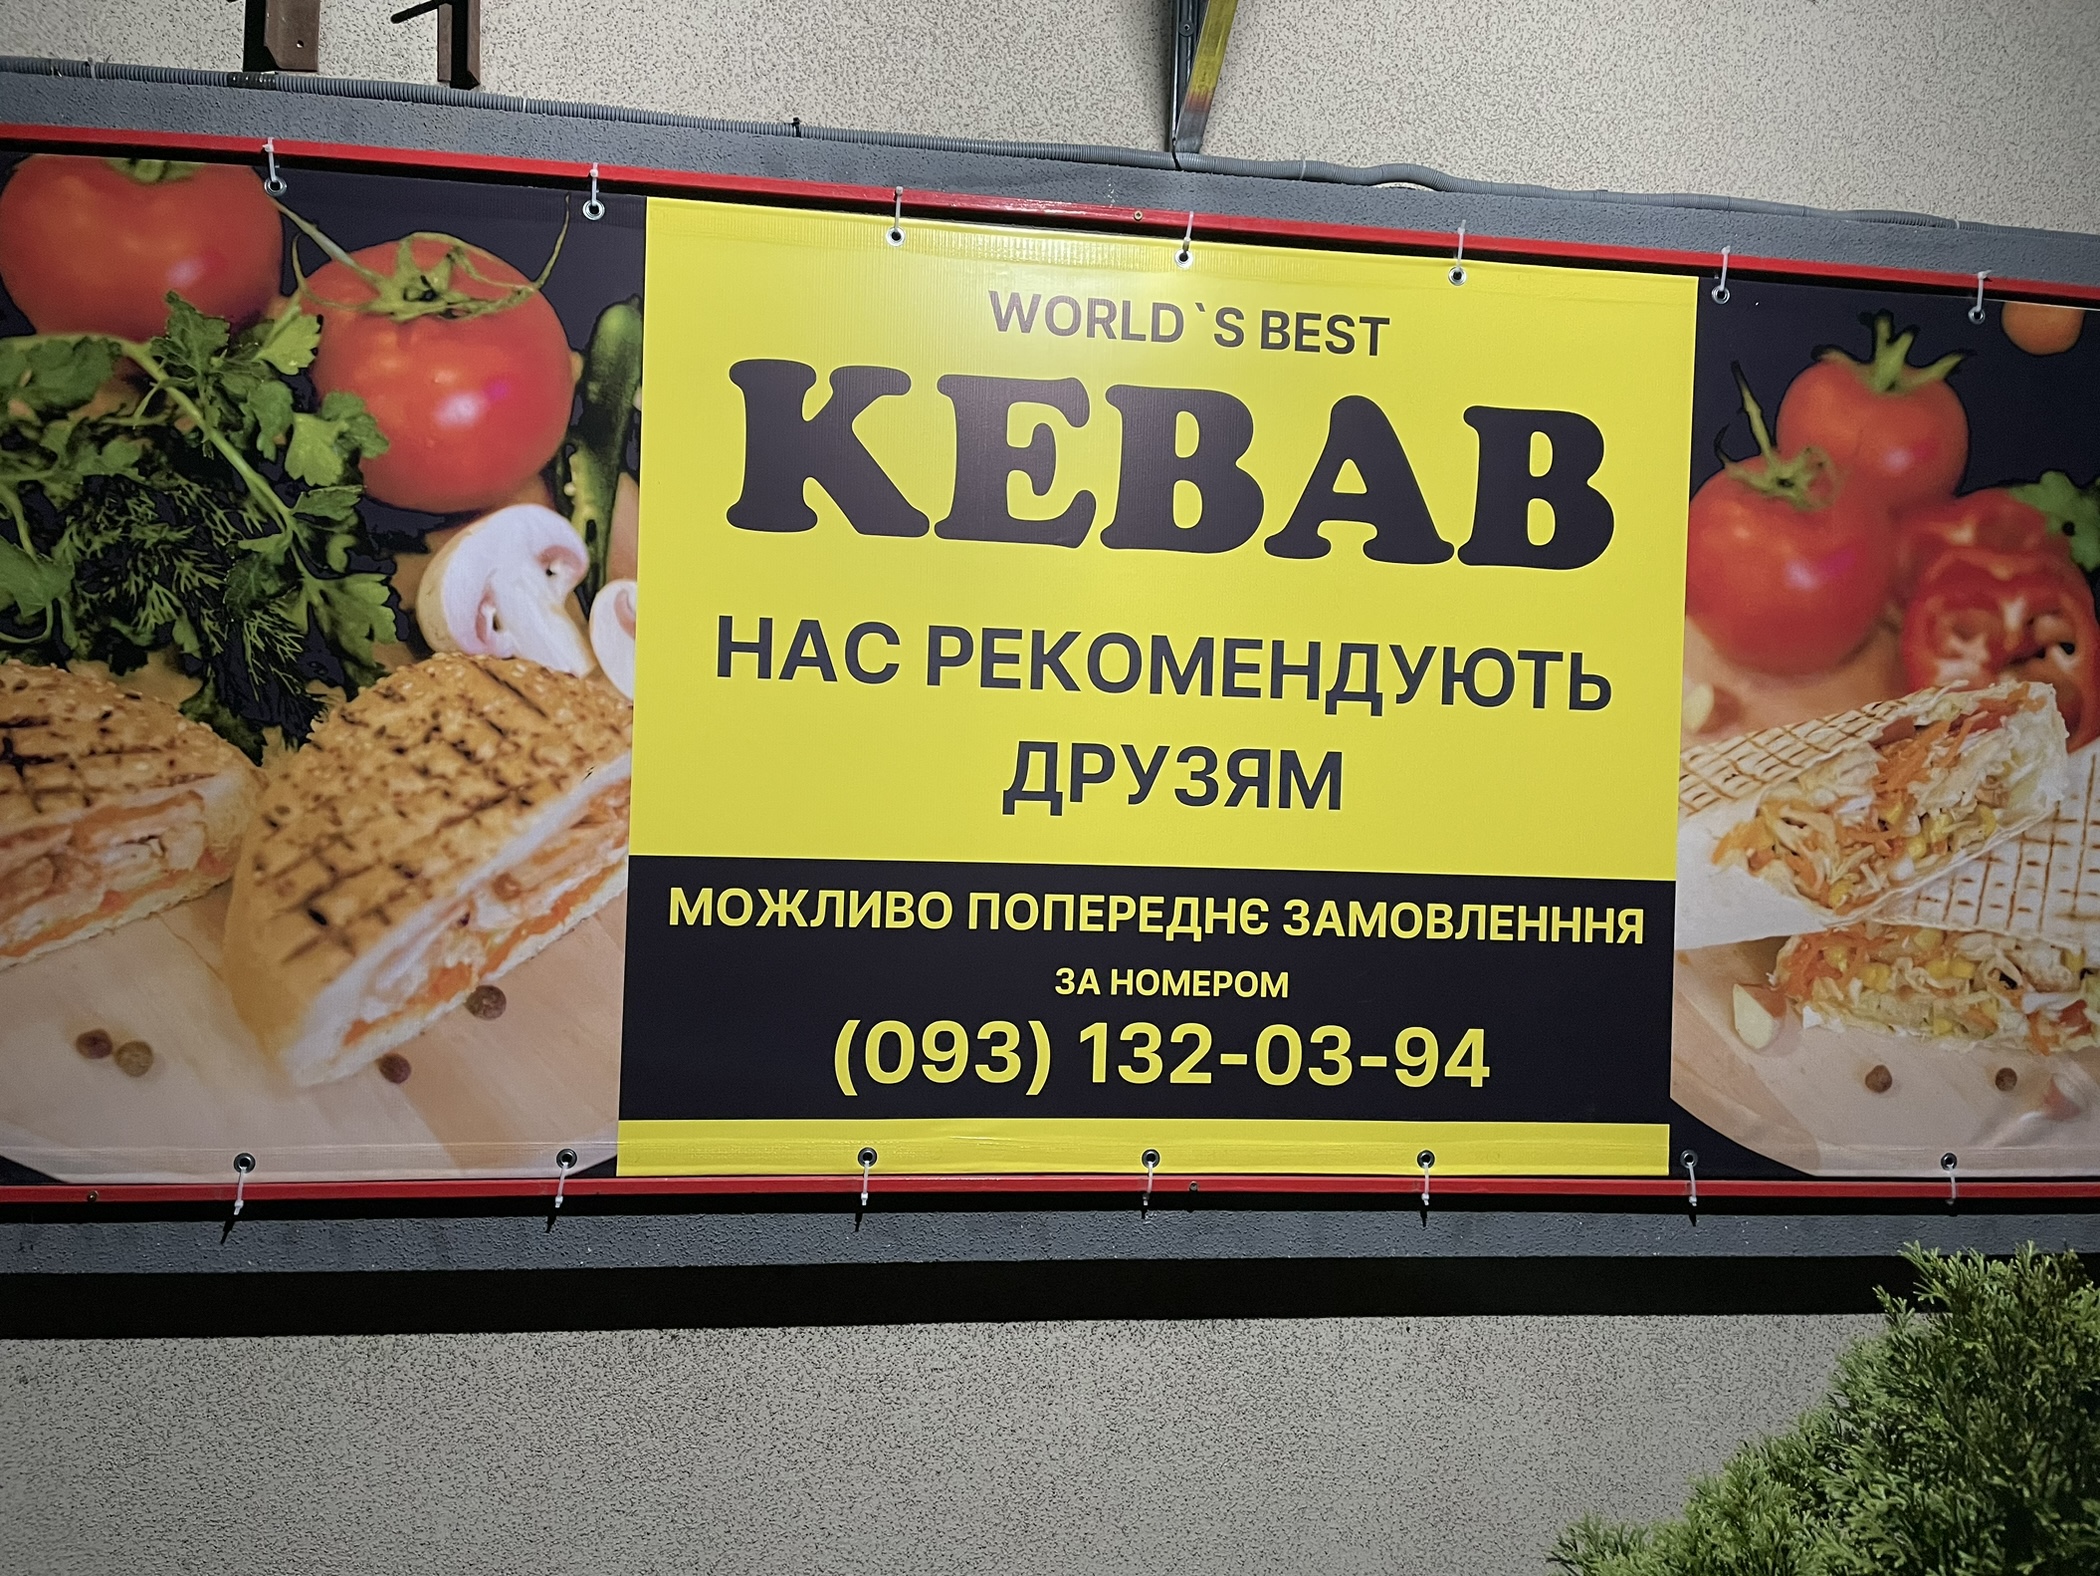 WORLD`S BEST
KEBAB
НАС РЕКОМЕНДУЮТЬ
ДРУЗЯМ
МОЖЛИВО ПОПЕРЕДНЄ ЗАМОВЛЕНННЯ
ЗА НОМЕРОМ
(093) 132-03-94